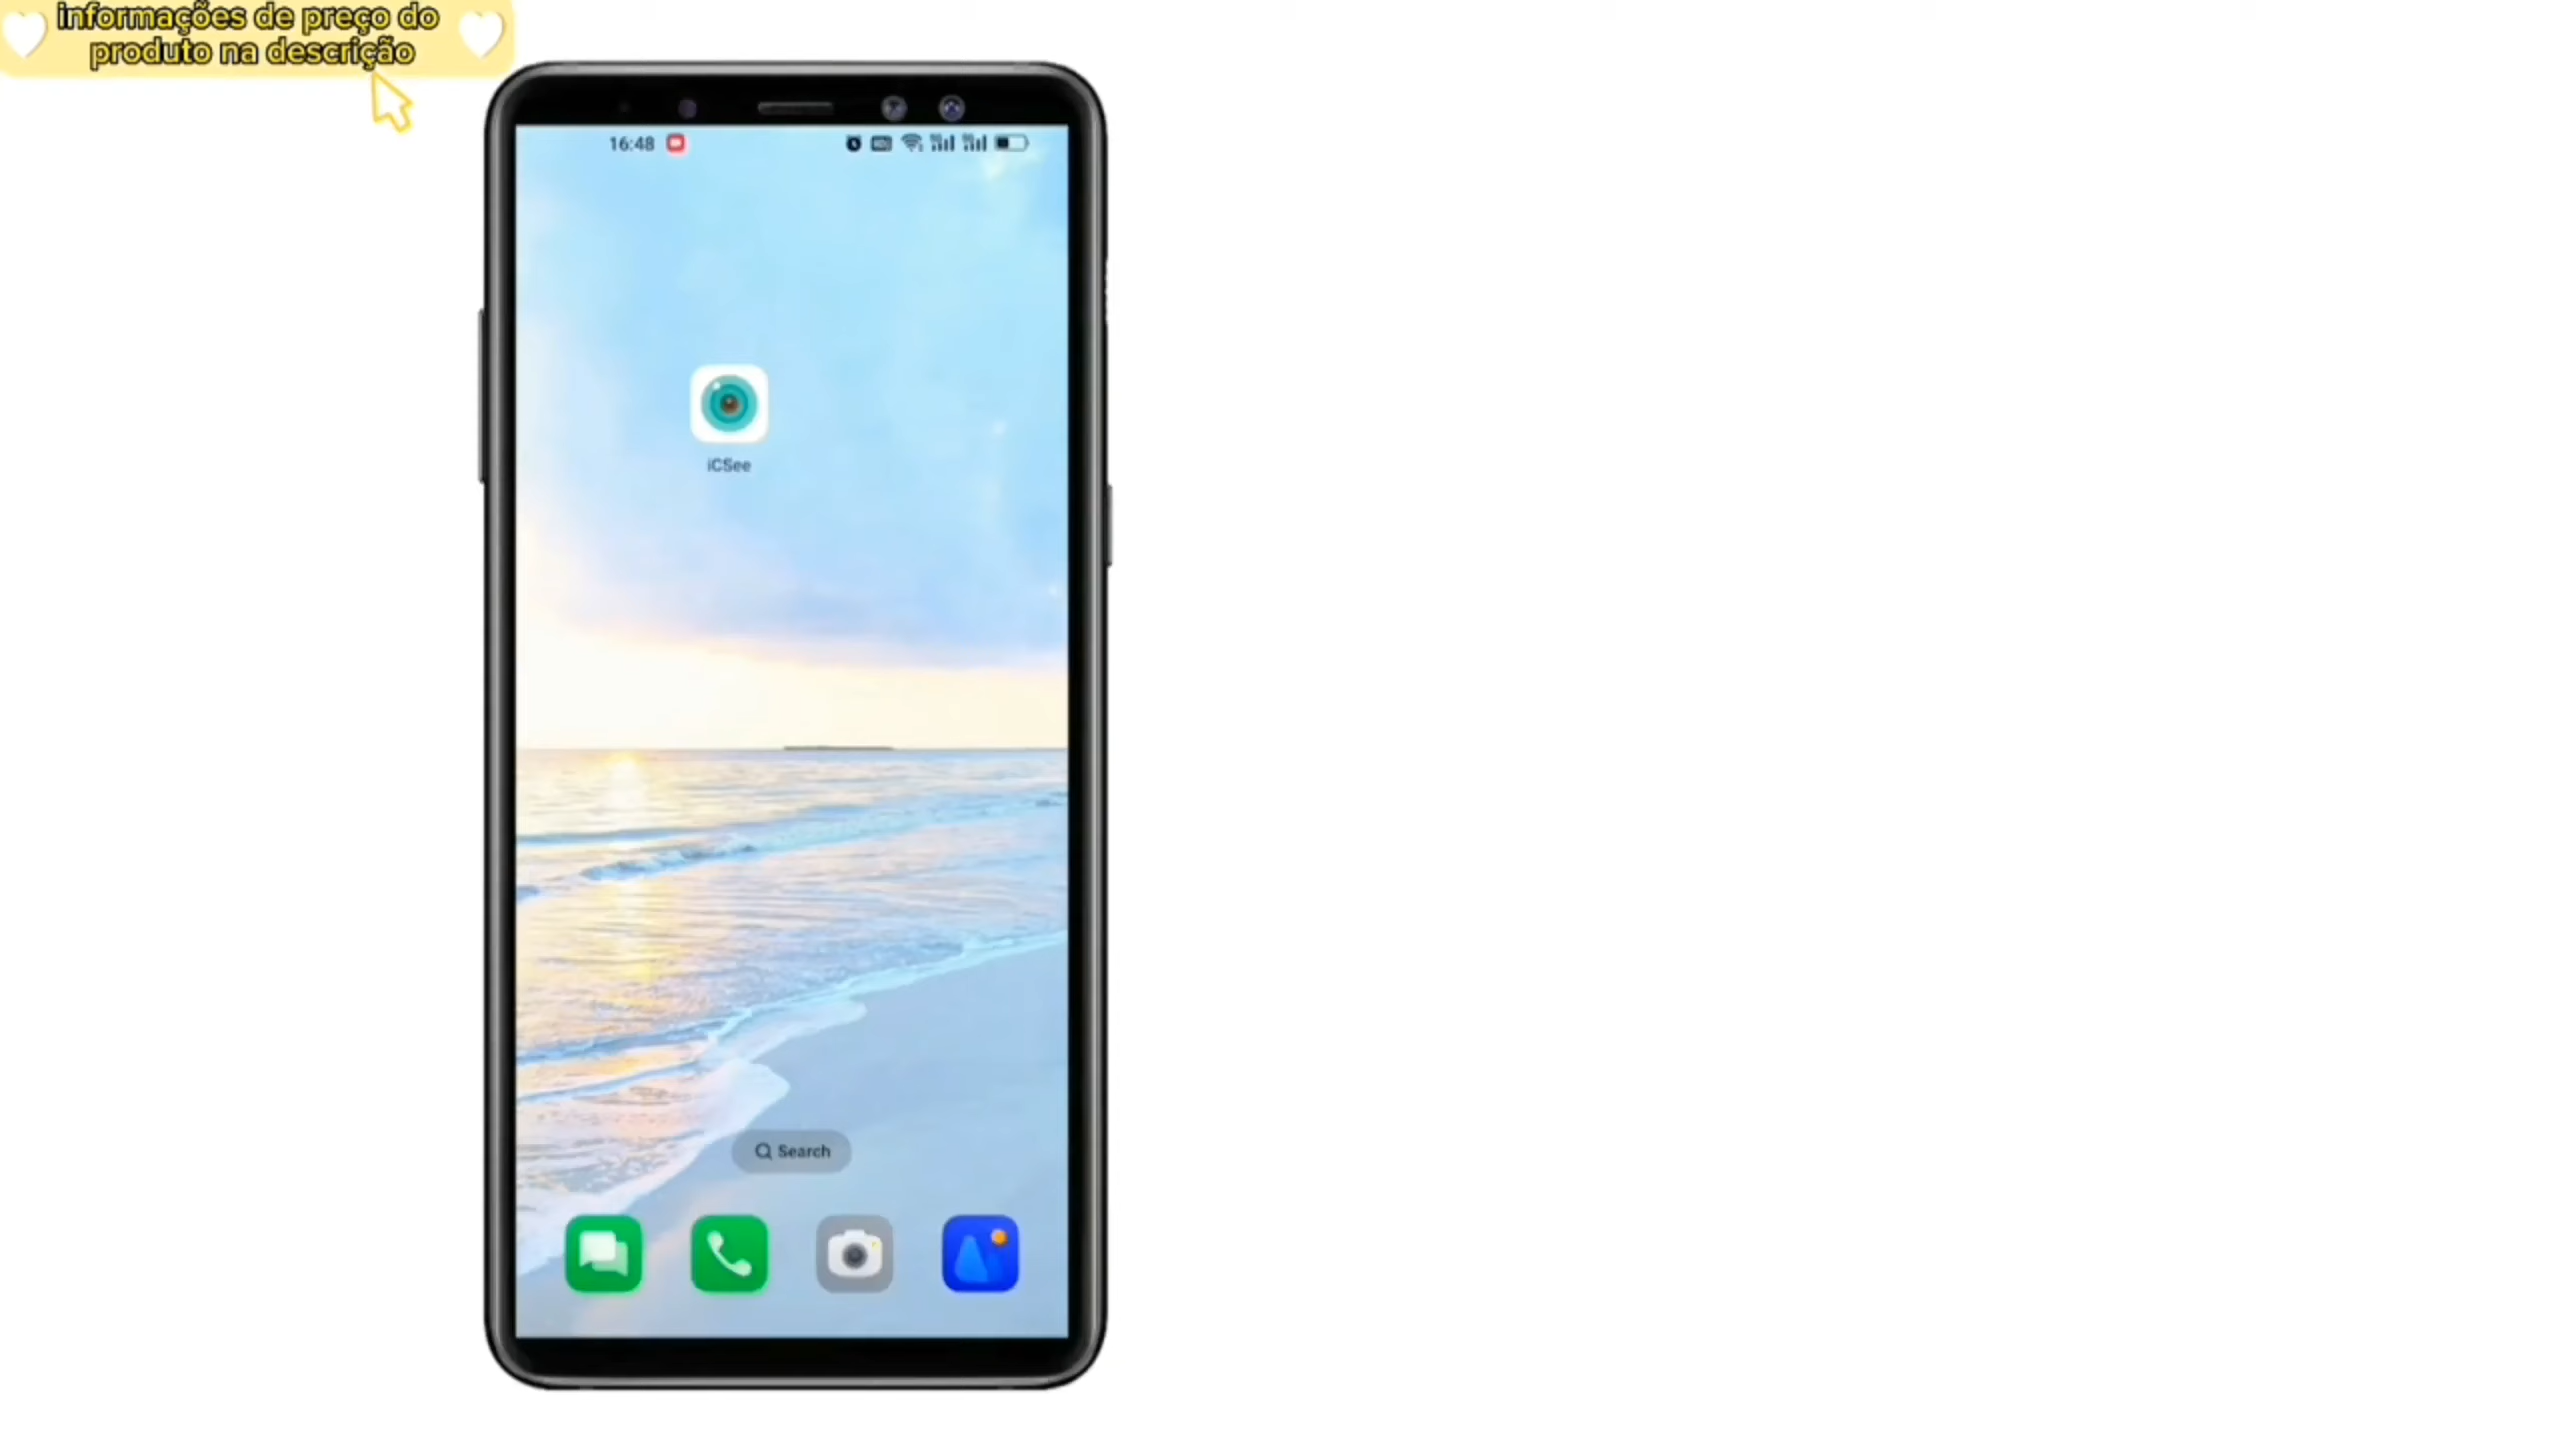 informações de preço do
produto na descrição
16:48
iCSee
Search